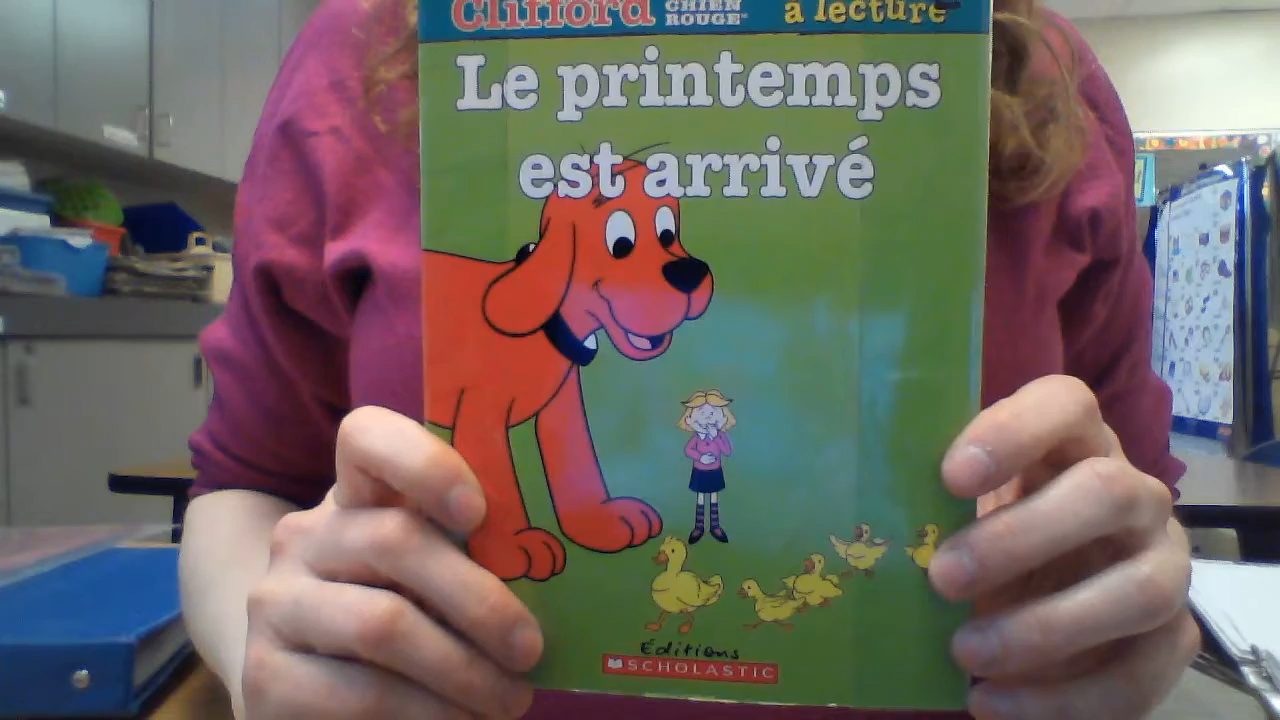 Clifford CHIEN à lecture
ROUGE®
Le printemps
est arrivé
Éditions
SCHOLASTIC